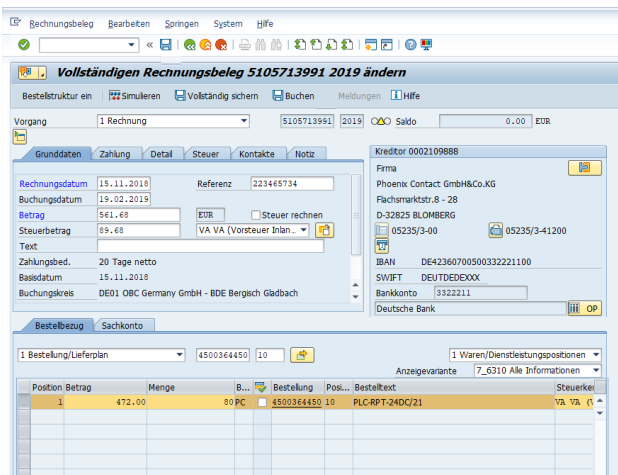 Rechnungsbeleg Bearbeiten Springen System Hilfe
Vollständigen Rechnungsbeleg 5105713991 2019 ändern
Bestellstruktur ein Simulieren Vollständig sichern Buchen Meldungen Hilfe
Vorgang 1 Rechnung 5105713991 2019 Saldo 0.00 EUR
Grunddaten Zahlung Detail Steuer Kontakte Notiz
Rechnungsdatum 15.11.2018 Referenz 223465734
Buchungsdatum 19.02.2019
Betrag 561.68 EUR Steuer rechnen
Steuerbetrag 89.68 VA VA (Vorsteuer Inlan..
Text
Zahlungsbed. 20 Tage netto
Basisdatum 15.11.2018
Buchungskreis DE01 OBC Germany GmbH - BDE Bergisch Gladbach
Kreditor 0002109888
Firma
Phoenix Contact GmbH&Co.KG
Flachsmarktstr.8 - 28
D-32825 BLOMBERG
05235/3-00 05235/3-41200
IBAN DE42360700500332221100
SWIFT DEUTDEDEXXX
Bankkonto 3322211
Deutsche Bank OP
Bestellbezug Sachkonto
1 Bestellung/Lieferplan 4500364450 10 1 Waren/Dienstleistungspositionen
Anzeigevariante 7_6310 Alle Informationen
Position Betrag Menge B... Bestellung Posi... Bestelltext Steuerke
1 472.00 80 PC 4500364450 10 PLC-RPT-24DC/21 VA VA (V